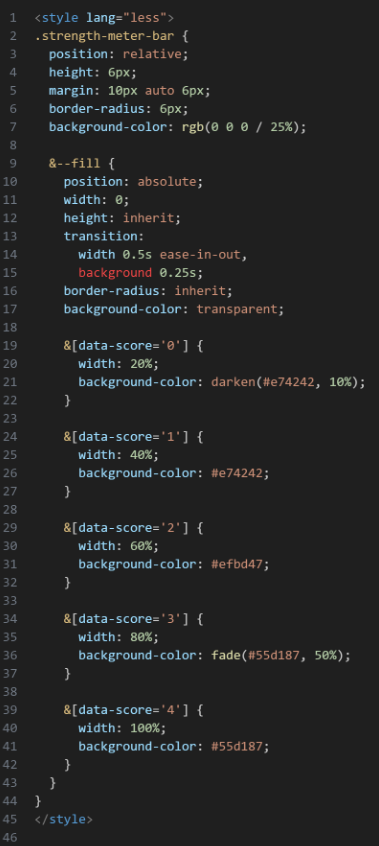 1 <style lang="less">
2 .strength-meter-bar {
3   position: relative;
4   height: 6px;
5   margin: 10px auto 6px;
6   border-radius: 6px;
7   background-color: rgb(0 0 0 / 25%);
8
9   &--fill {
10     position: absolute;
11     width: 0;
12     height: inherit;
13     transition:
14       width 0.5s ease-in-out,
15       background 0.25s;
16     border-radius: inherit;
17     background-color: transparent;
18
19     &[data-score='0'] {
20       width: 20%;
21       background-color: darken(#e74242, 10%);
22     }
23
24     &[data-score='1'] {
25       width: 40%;
26       background-color: #e74242;
27     }
28
29     &[data-score='2'] {
30       width: 60%;
31       background-color: #efbd47;
32     }
33
34     &[data-score='3'] {
35       width: 80%;
36       background-color: fade(#55d187, 50%);
37     }
38
39     &[data-score='4'] {
40       width: 100%;
41       background-color: #55d187;
42     }
43   }
44 }
45 </style>
46